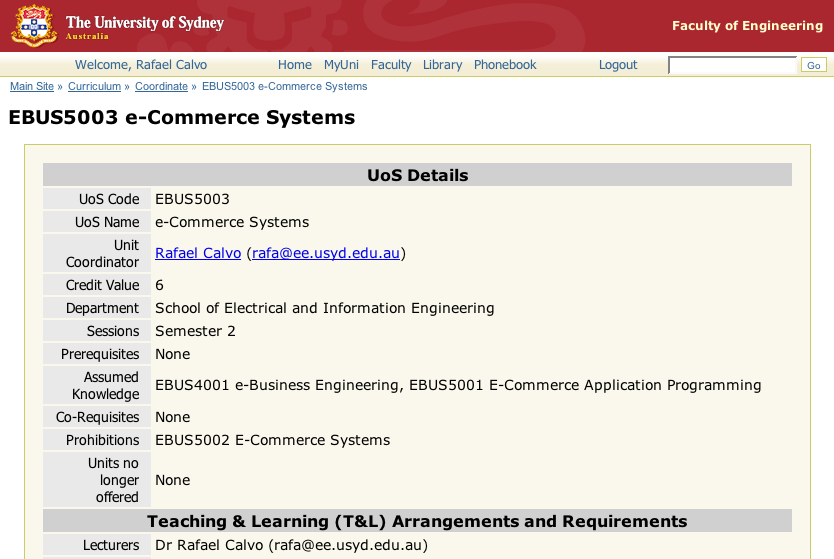 The University of Sydney
Australia
Faculty of Engineering
Welcome, Rafael Calvo Home MyUni Faculty Library Phonebook Logout Go
Main Site » Curriculum » Coordinate » EBUS5003 e-Commerce Systems
EBUS5003 e-Commerce Systems
UoS Details
UoS Code EBUS5003
UoS Name e-Commerce Systems
Unit
Coordinator
Rafael Calvo (rafa@ee.usyd.edu.au)
Credit Value 6
Department School of Electrical and Information Engineering
Sessions Semester 2
Prerequisites None
Assumed
Knowledge
EBUS4001 e-Business Engineering, EBUS5001 E-Commerce Application Programming
Co-Requisites None
Prohibitions EBUS5002 E-Commerce Systems
Units no
longer
offered
None
Teaching & Learning (T&L) Arrangements and Requirements
Lecturers Dr Rafael Calvo (rafa@ee.usyd.edu.au)